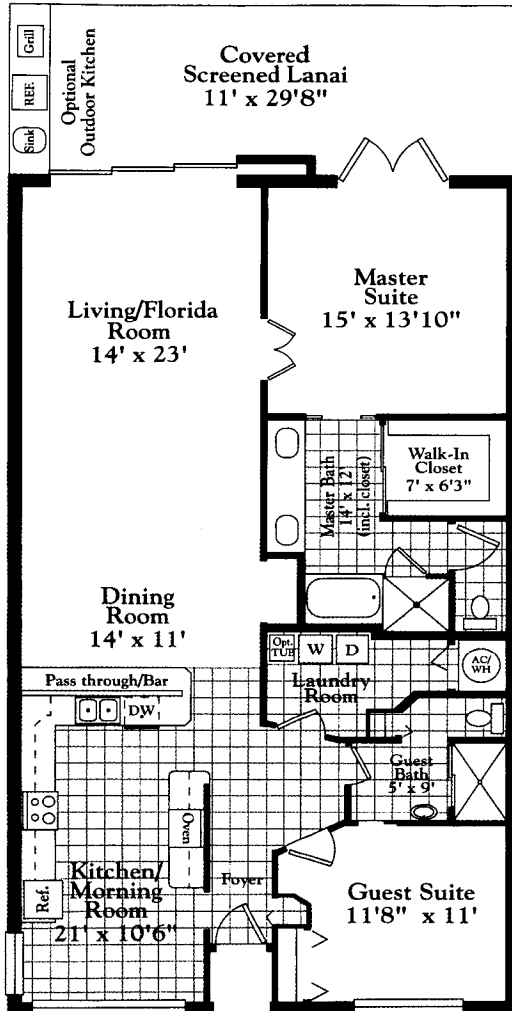 Grill
REF.
Sink
Optional
Outdoor Kitchen
Covered
Screened Lanai
11' x 29'8"
Living/Florida
Room
14' x 23'
Master
Suite
15' x 13'10"
Master Bath
14' x 12'
(incl. closet)
Walk-In
Closet
7' x 6'3"
Dining
Room
14' x 11'
Opt.
TUB
W
D
Laundry
Room
AC/
WH
Pass through/Bar
DW
Guest
Bath
5' x 9'
Oven
Ref.
Kitchen/
Morning
Room
21' x 10'6"
Foyer
Guest Suite
11'8" x 11'